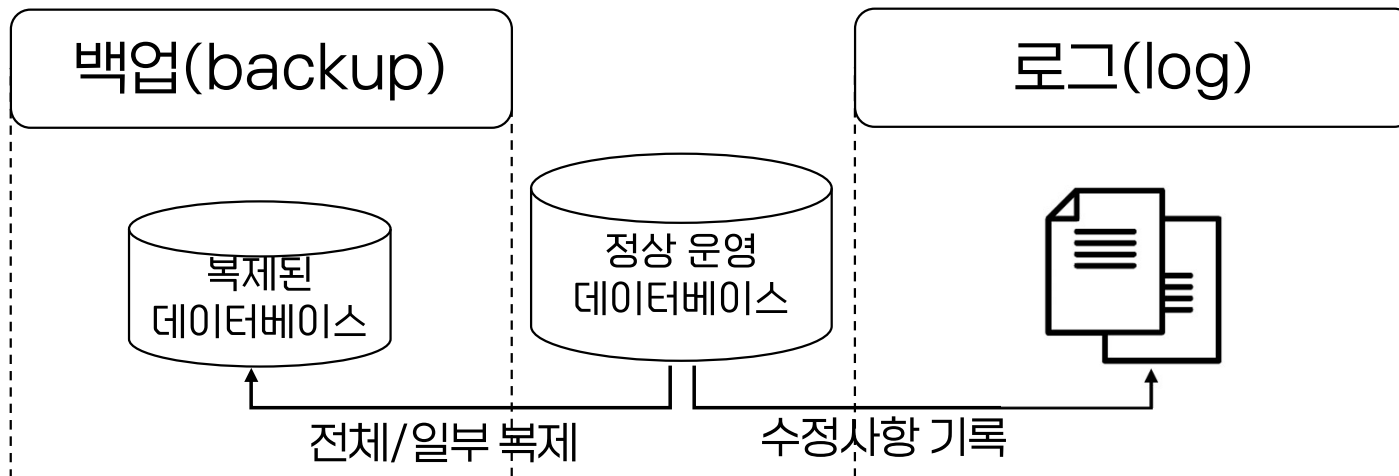 백업(backup)
로그(log)
복제된
데이터베이스
정상 운영
데이터베이스
전체/일부 복제
수정사항 기록